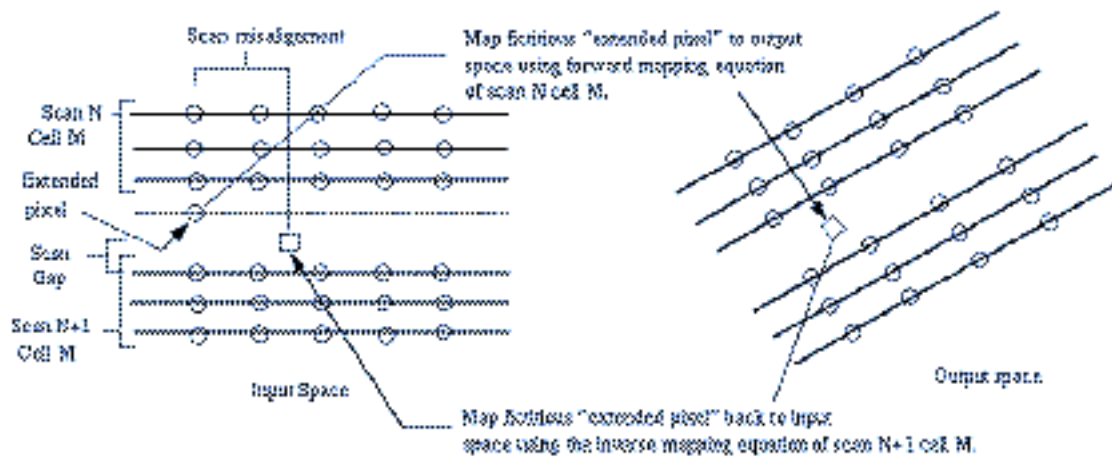 Scan misalignment
Map fictitious "extended pixel" to output
space using forward mapping equation
of scan N cell M.
Scan N
Cell M
Extended
pixel
Scan
Gap
Scan N+1
Cell M
Input Space
Output space
Map fictitious "extended pixel" back to input
space using the inverse mapping equation of scan N+1 cell M.